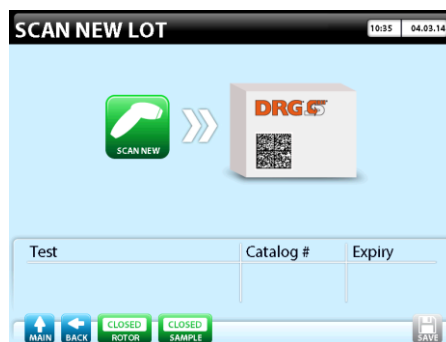 SCAN NEW LOT
10:35 04.03.14
SCAN NEW
DRG
Test Catalog # Expiry
MAIN BACK CLOSED ROTOR CLOSED SAMPLE SAVE